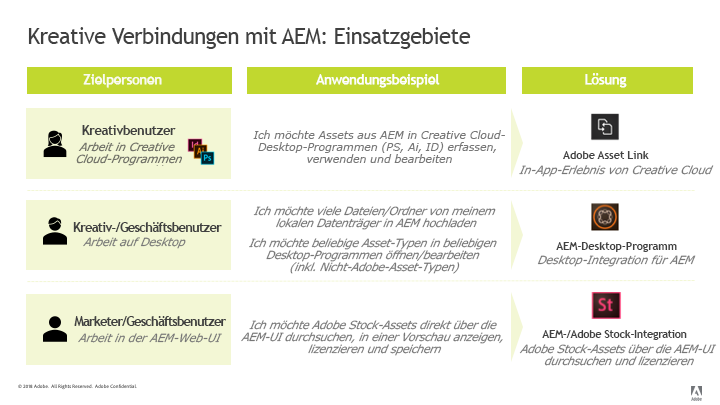 Kreative Verbindungen mit AEM: Einsatzgebiete
Zielpersonen
Anwendungsbeispiel
Lösung
Kreativbenutzer
Arbeit in Creative
Cloud-Programmen
Id
Ai
Ps
Ich möchte Assets aus AEM in Creative Cloud-
Desktop-Programmen (PS, Ai, ID) erfassen,
verwenden und bearbeiten
Adobe Asset Link
In-App-Erlebnis von Creative Cloud
Kreativ-/Geschäftsbenutzer
Arbeit auf Desktop
Ich möchte viele Dateien/Ordner von meinem
lokalen Datenträger in AEM hochladen
Ich möchte beliebige Asset-Typen in beliebigen
Desktop-Programmen öffnen/bearbeiten
(inkl. Nicht-Adobe-Asset-Typen)
AEM-Desktop-Programm
Desktop-Integration für AEM
Marketer/Geschäftsbenutzer
Arbeit in der AEM-Web-UI
Ich möchte Adobe Stock-Assets direkt über die
AEM-UI durchsuchen, in einer Vorschau anzeigen,
lizenzieren und speichern
St
AEM-/Adobe Stock-Integration
Adobe Stock-Assets über die AEM-UI
durchsuchen und lizenzieren
© 2018 Adobe. All Rights Reserved. Adobe Confidential.
Adobe